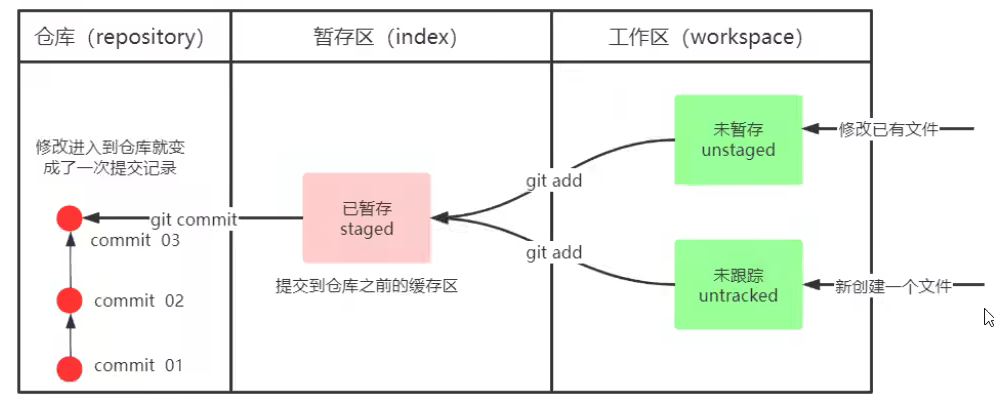 仓库（repository）
暂存区（index）
工作区（workspace）
修改进入到仓库就变
成了一次提交记录
git commit
commit 03
commit 02
commit 01
已暂存
staged
提交到仓库之前的缓存区
git add
git add
未暂存
unstaged
修改已有文件
未跟踪
untracked
新创建一个文件